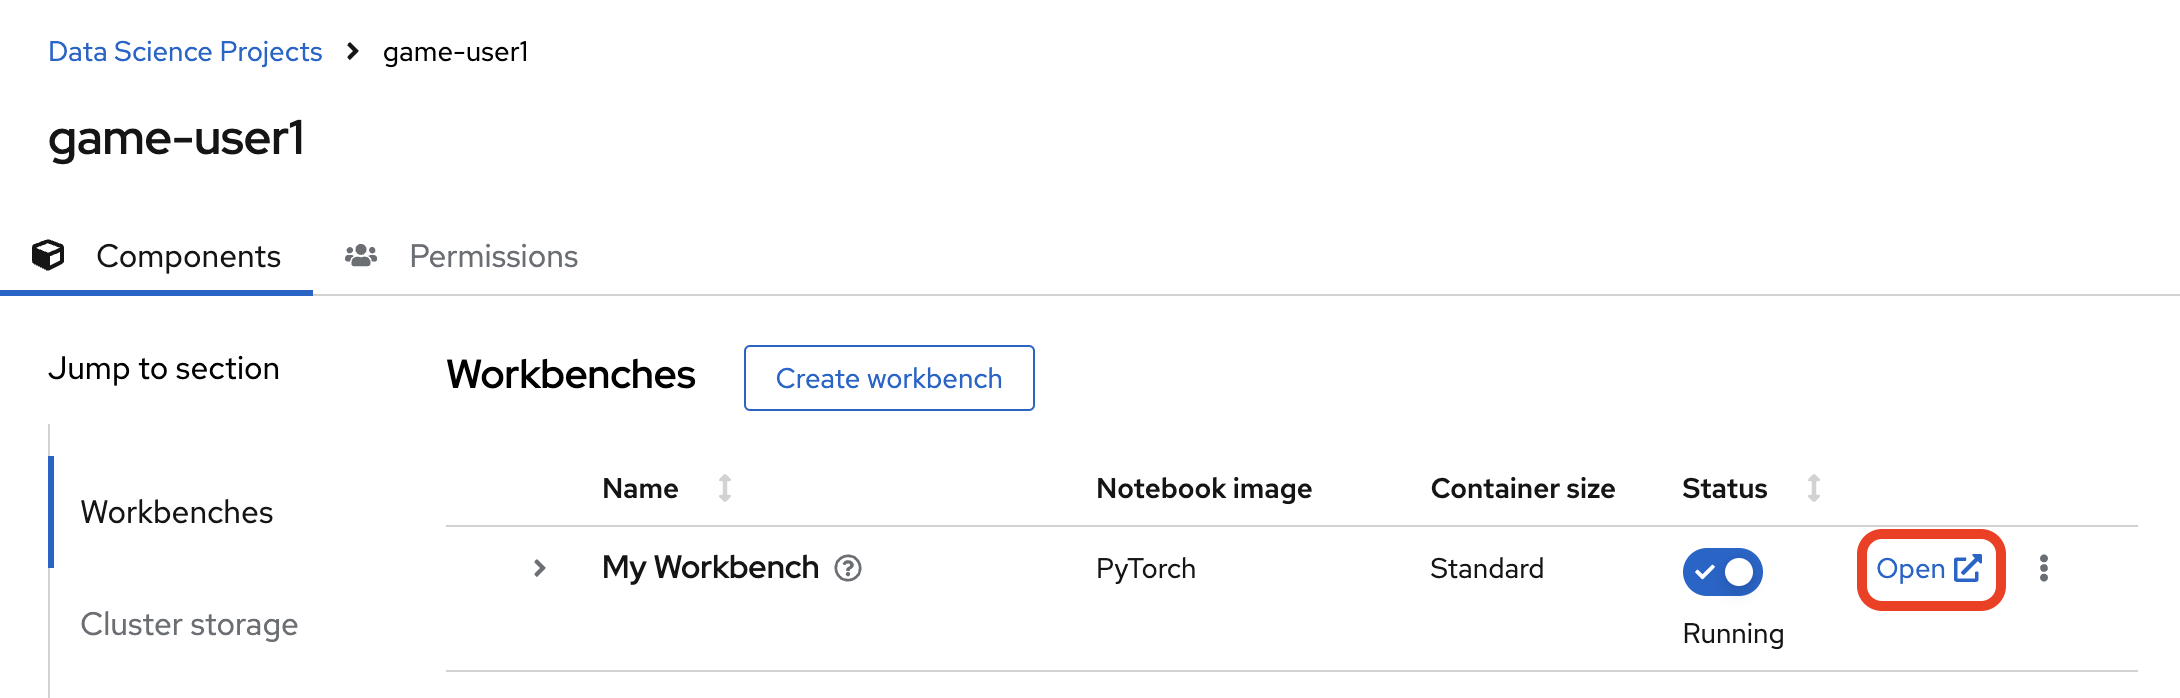 Data Science Projects > game-user1
game-user1
Components Permissions
Jump to section
Workbenches
Cluster storage
Workbenches Create workbench
Name Notebook image Container size Status
My Workbench PyTorch Standard Open
Running